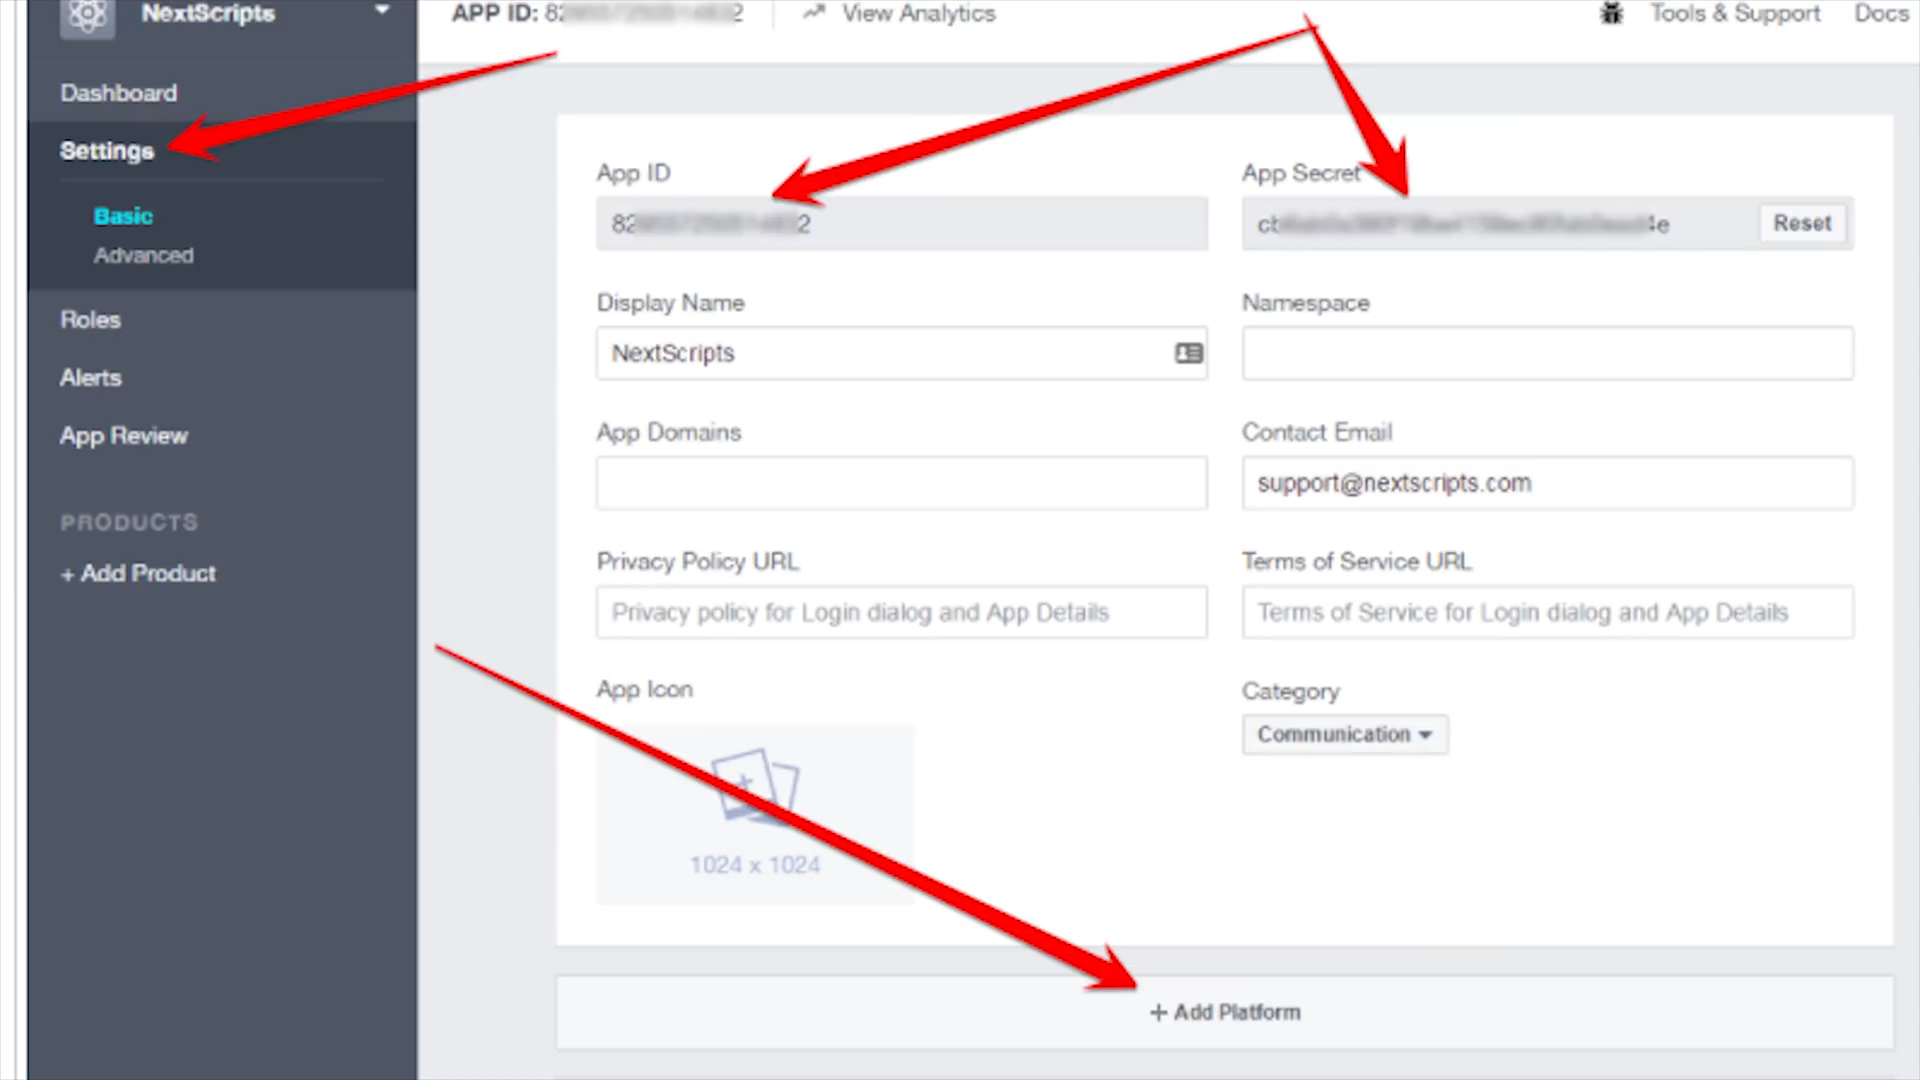 NextScripts
APP ID:
View Analytics
Tools & Support
Docs
Dashboard
Settings
Basic
Advanced
Roles
Alerts
App Review
PRODUCTS
+ Add Product
App ID
App Secret
Reset
Display Name
Namespace
NextScripts
App Domains
Contact Email
support@nextscripts.com
Privacy Policy URL
Terms of Service URL
Privacy policy for Login dialog and App Details
Terms of Service for Login dialog and App Details
App Icon
Category
Communication
1024 x 1024
+ Add Platform